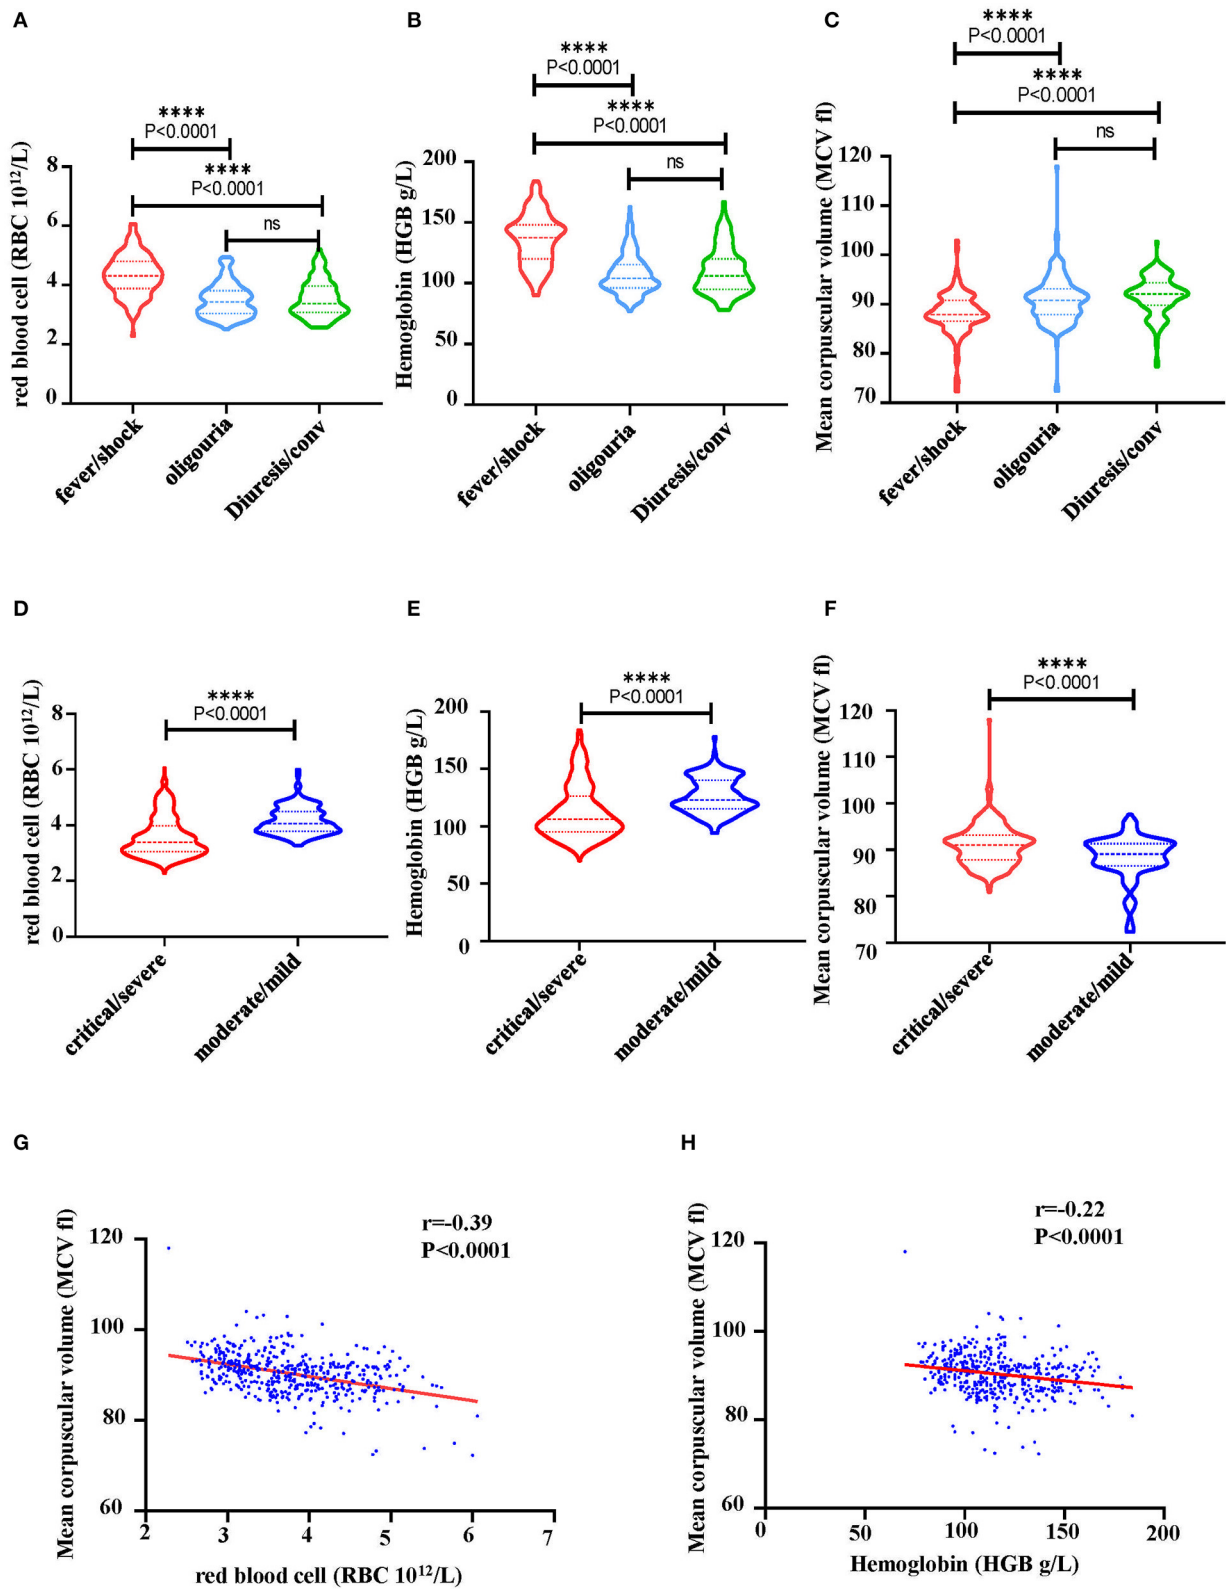 A
****
P<0.0001
****
P<0.0001
ns
red blood cell (RBC 10¹²/L)
8
6
4
2
0
fever/shock
oligouria
Diuresis/conv
B
****
P<0.0001
****
P<0.0001
ns
Hemoglobin (HGB g/L)
200
150
100
50
0
fever/shock
oligouria
Diuresis/conv
C
****
P<0.0001
****
P<0.0001
ns
Mean corpuscular volume (MCV fl)
120
110
100
90
80
70
fever/shock
oligouria
Diuresis/conv
D
****
P<0.0001
red blood cell (RBC 10¹²/L)
8
6
4
2
0
critical/severe
moderate/mild
E
****
P<0.0001
Hemoglobin (HGB g/L)
200
150
100
50
0
critical/severe
moderate/mild
F
****
P<0.0001
Mean corpuscular volume (MCV fl)
120
110
100
90
90
70
critical/severe
moderate/mild
G
r=-0.39
P<0.0001
Mean corpuscular volume (MCV fl)
120
100
80
60
2 3 4 5 6 7
red blood cell (RBC 10¹²/L)
H
r=-0.22
P<0.0001
Mean corpuscular volume (MCV fl)
120
100
80
60
0 50 100 150 200
Hemoglobin (HGB g/L)